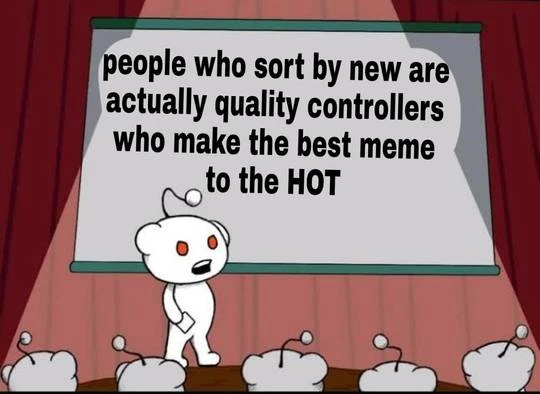 people who sort by new are
actually quality controllers
who make the best meme
to the HOT